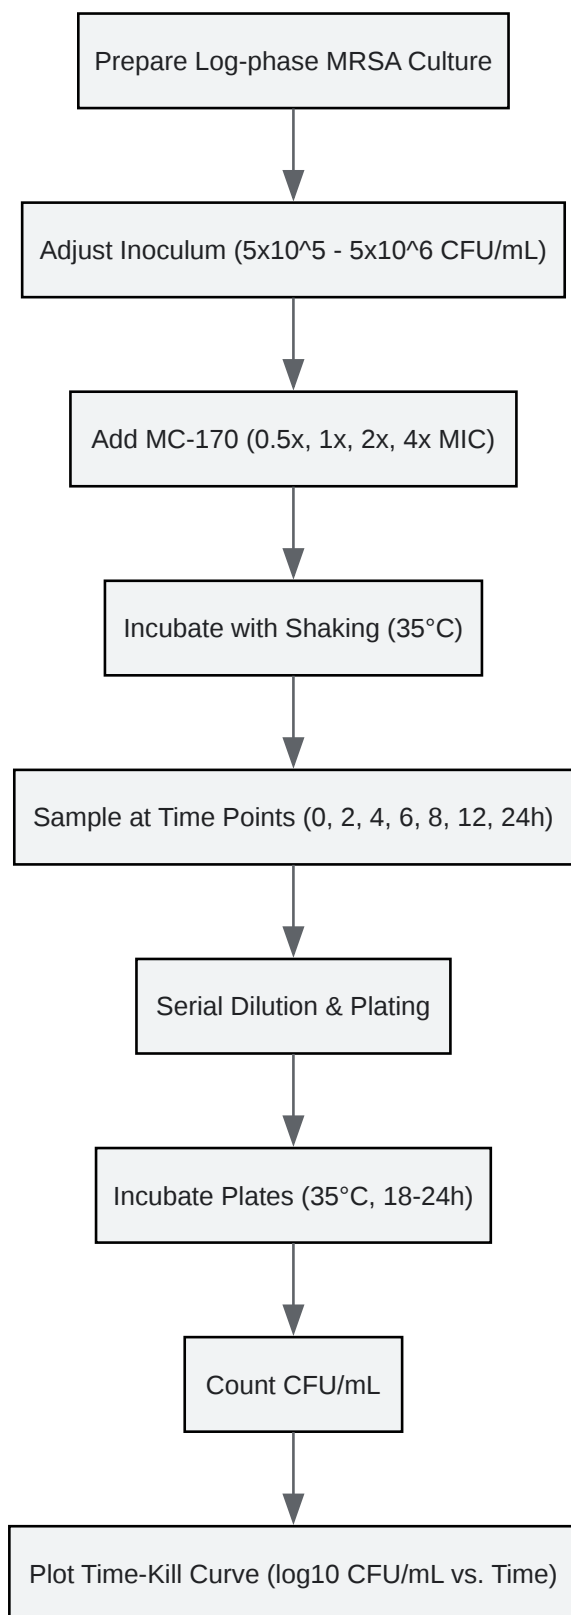 Prepare Log-phase MRSA Culture
Adjust Inoculum (5x10^5 - 5x10^6 CFU/mL)
Add MC-170 (0.5x, 1x, 2x, 4x MIC)
Incubate with Shaking (35°C)
Sample at Time Points (0, 2, 4, 6, 8, 12, 24h)
Serial Dilution & Plating
Incubate Plates (35°C, 18-24h)
Count CFU/mL
Plot Time-Kill Curve (log10 CFU/mL vs. Time)